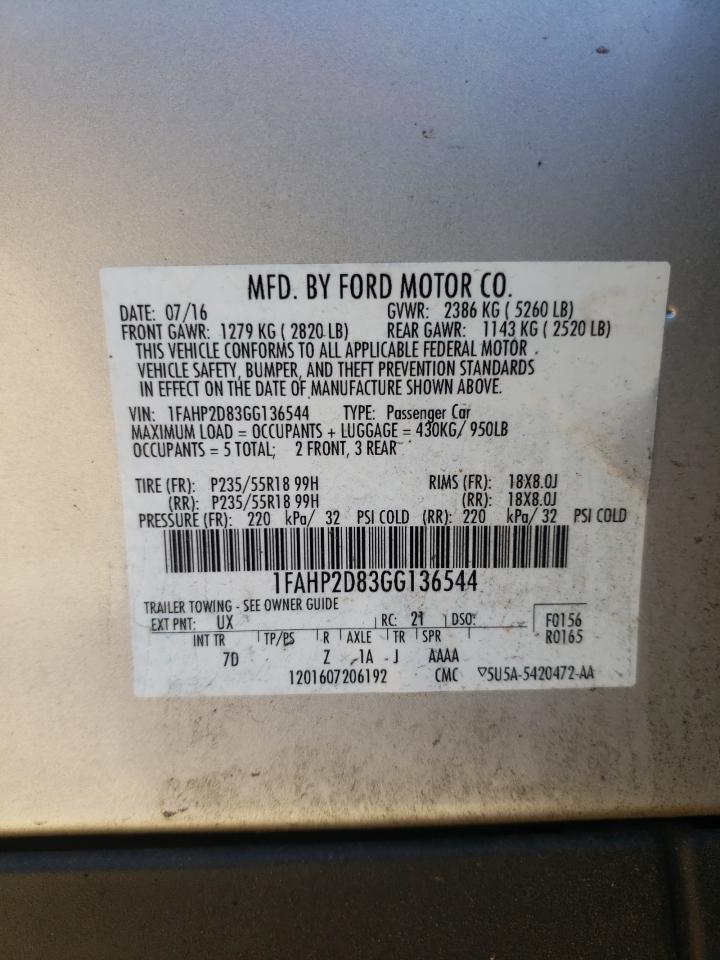 MFD. BY FORD MOTOR CO.
DATE: 07/16 GVWR: 2386 KG ( 5260 LB)
FRONT GAWR: 1279 KG ( 2820 LB) REAR GAWR: 1143 KG ( 2520 LB)
THIS VEHICLE CONFORMS TO ALL APPLICABLE FEDERAL MOTOR
VEHICLE SAFETY, BUMPER, AND THEFT PREVENTION STANDARDS
IN EFFECT ON THE DATE OF MANUFACTURE SHOWN ABOVE.
VIN: 1FAHP2D83GG136544 TYPE: Passenger Car
MAXIMUM LOAD = OCCUPANTS + LUGGAGE = 430KG/ 950LB
OCCUPANTS = 5 TOTAL; 2 FRONT, 3 REAR
TIRE (FR): P235/55R18 99H RIMS (FR): 18X8.0J
(RR): P235/55R18 99H (RR): 18X8.0J
PRESSURE (FR): 220 kPa/ 32 PSI COLD (RR): 220 kPa/ 32 PSI COLD
1FAHP2D83GG136544
TRAILER TOWING - SEE OWNER GUIDE
EXT PNT: UX RC: 21 DSO: F0156
INT TR TP/PS R AXLE TR SPR R0165
7D Z 1A J AAAA
1201607206192 CMC ▽5U5A-5420472-AA